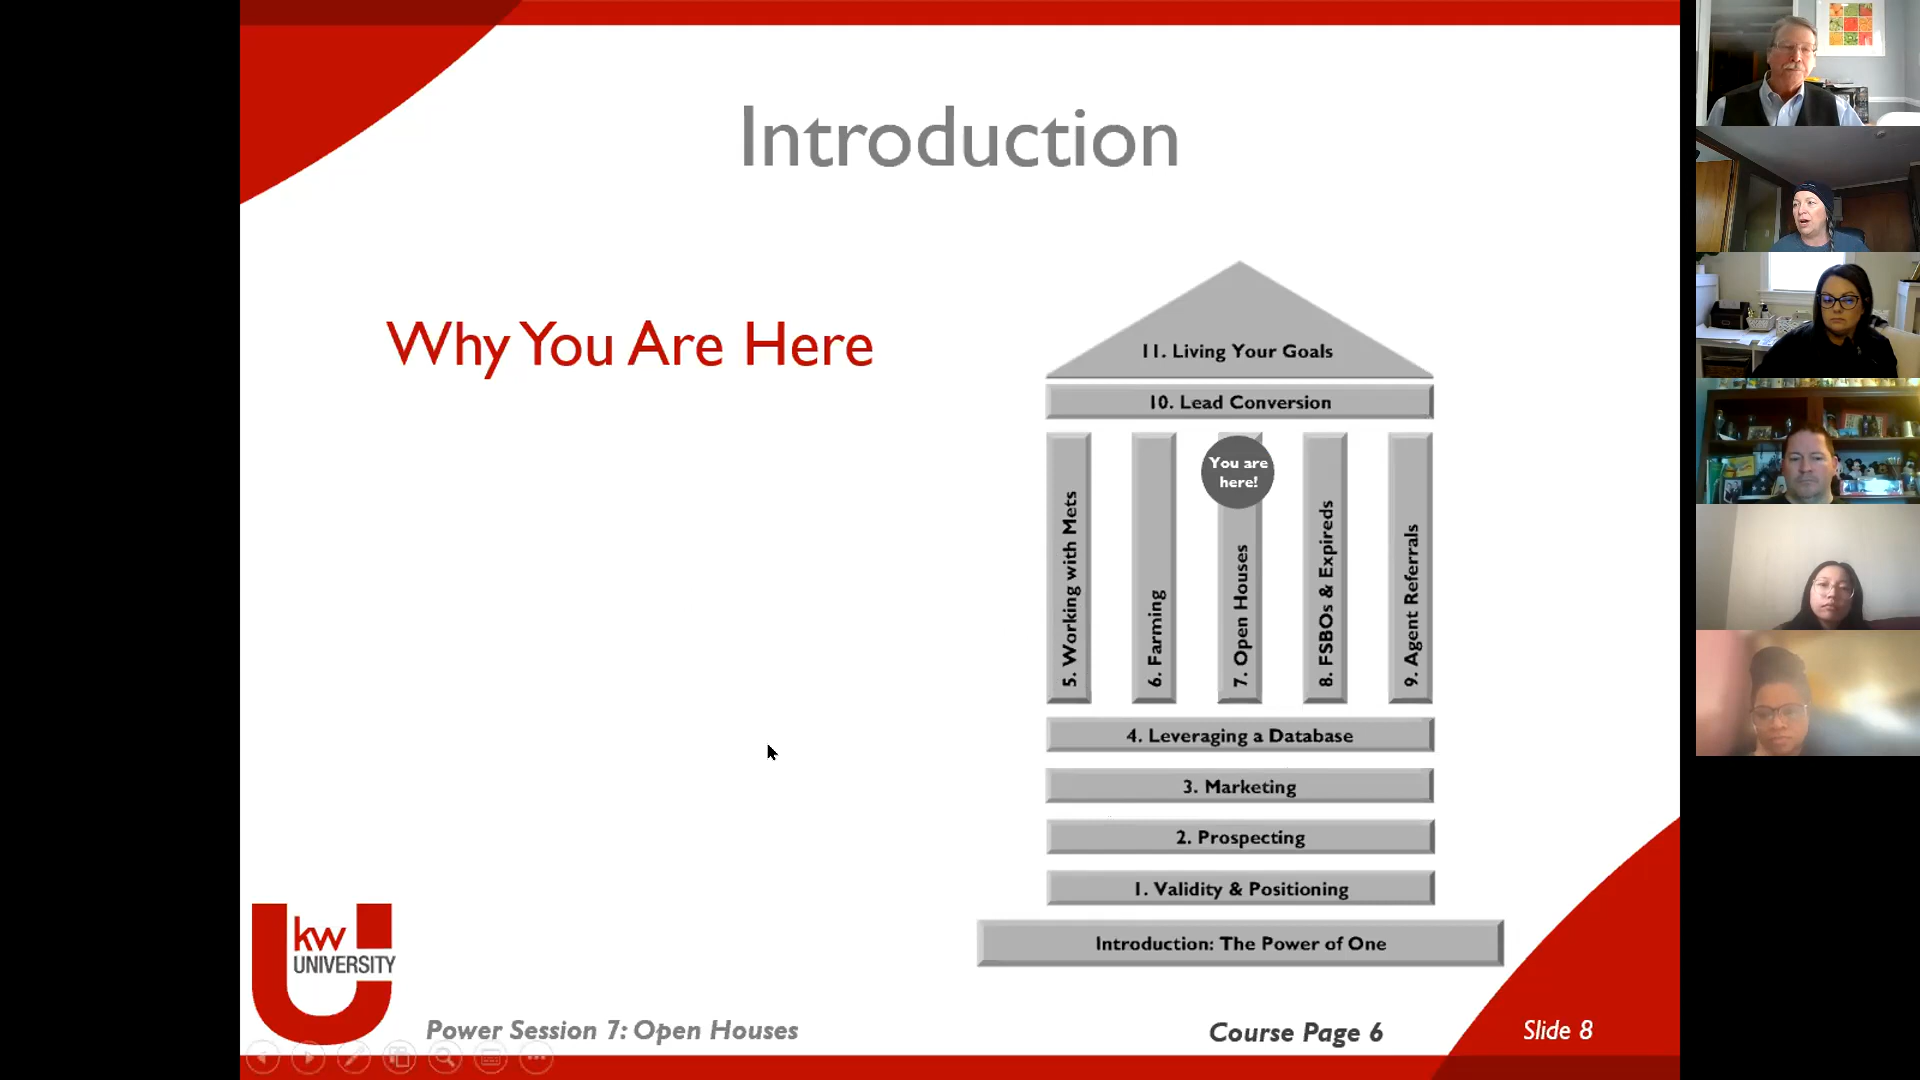 Introduction
Why You Are Here
11. Living Your Goals
10. Lead Conversion
You are
here!
5. Working with Mets
6. Farming
7. Open Houses
8. FSBOs & Expireds
9. Agent Referrals
4. Leveraging a Database
3. Marketing
2. Prospecting
1. Validity & Positioning
Introduction: The Power of One
kw
UNIVERSITY
Power Session 7: Open Houses
Course Page 6
Slide 8